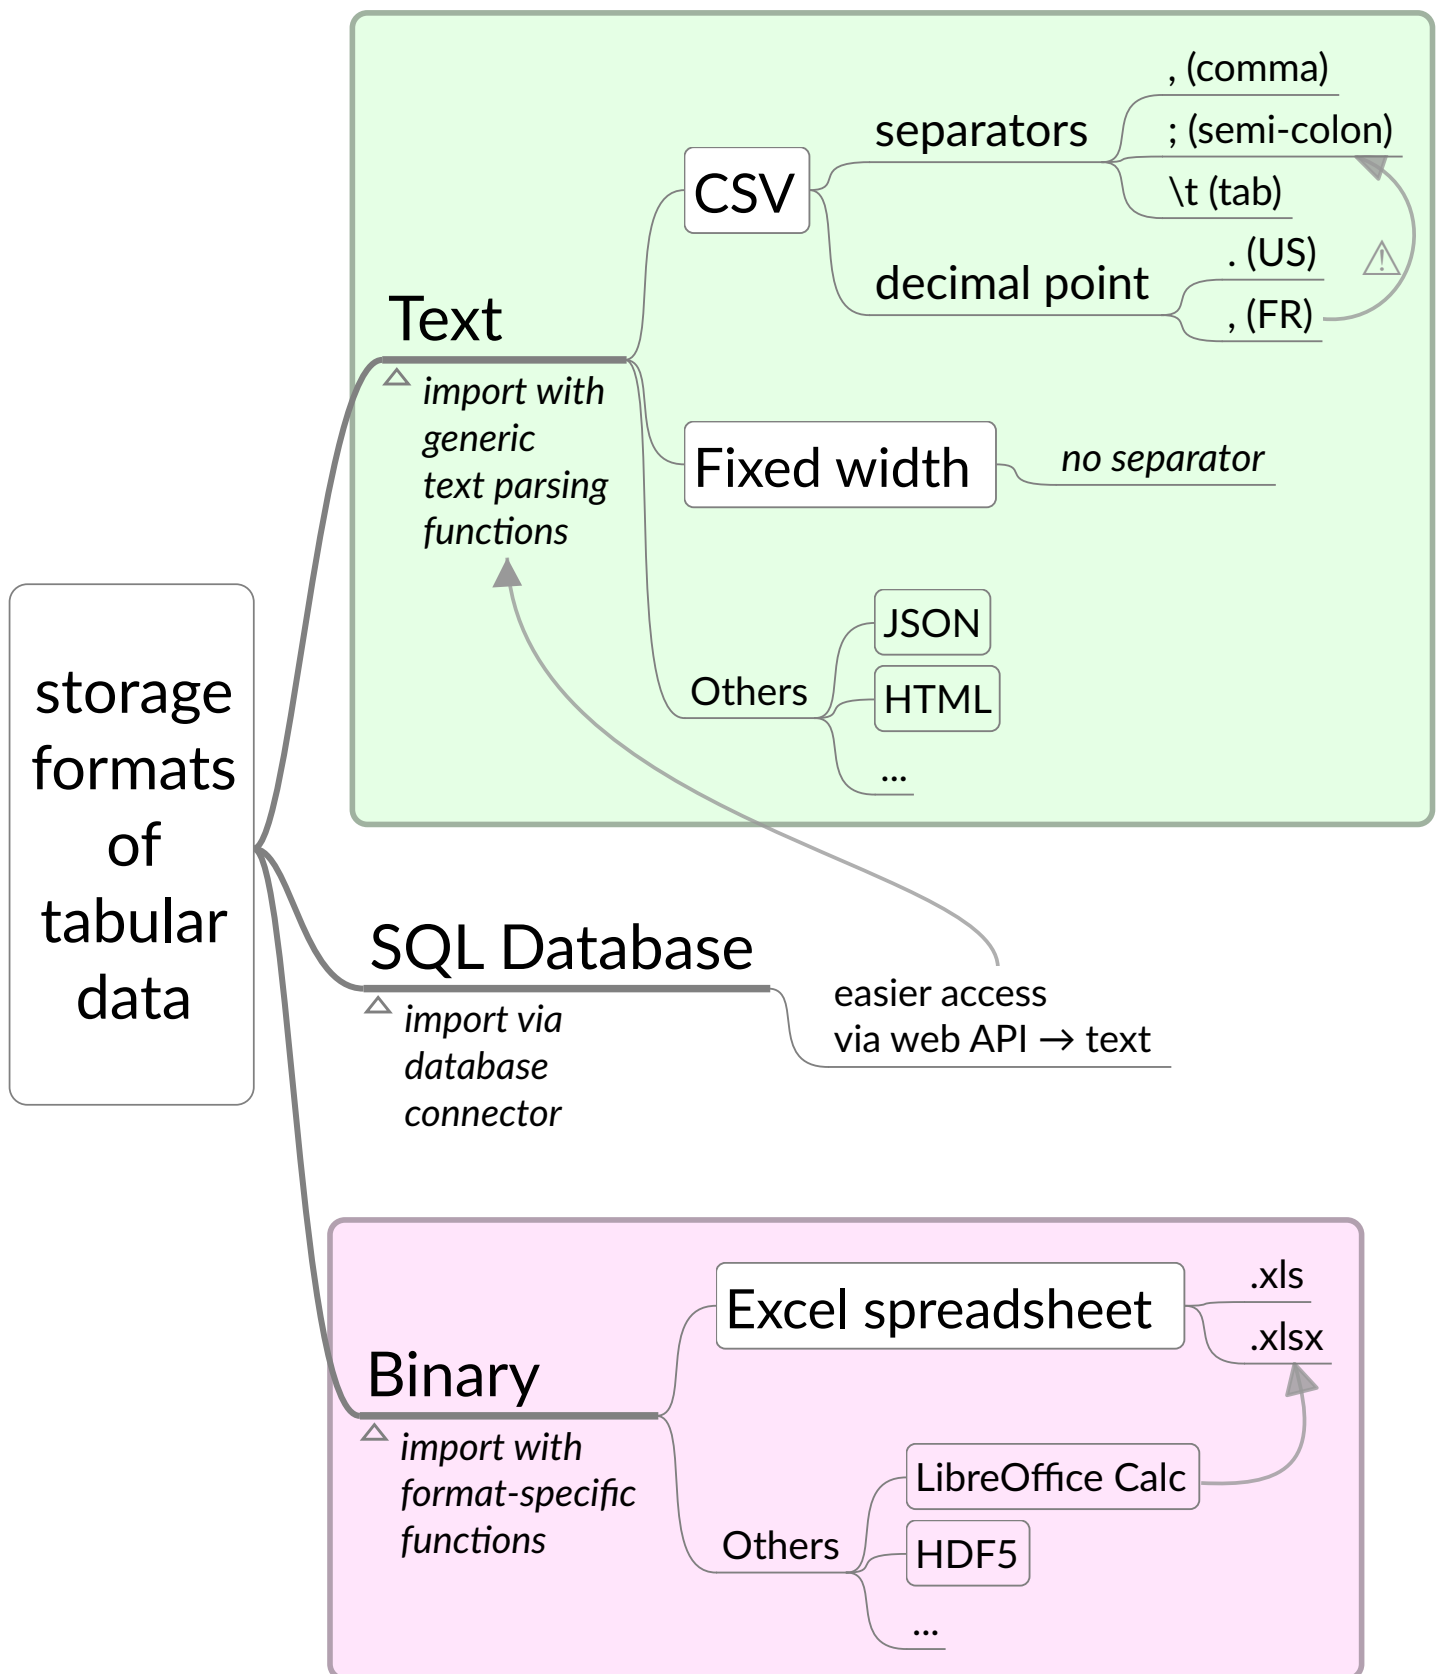 storage
formats
of
tabular
data
Text
import with
generic
text parsing
functions
CSV
separators
, (comma)
; (semi-colon)
\t (tab)
decimal point
. (US)
, (FR)
⚠
Fixed width
no separator
Others
JSON
HTML
...
SQL Database
import via
database
connector
easier access
via web API → text
Binary
import with
format-specific
functions
Excel spreadsheet
.xls
.xlsx
Others
LibreOffice Calc
HDF5
...